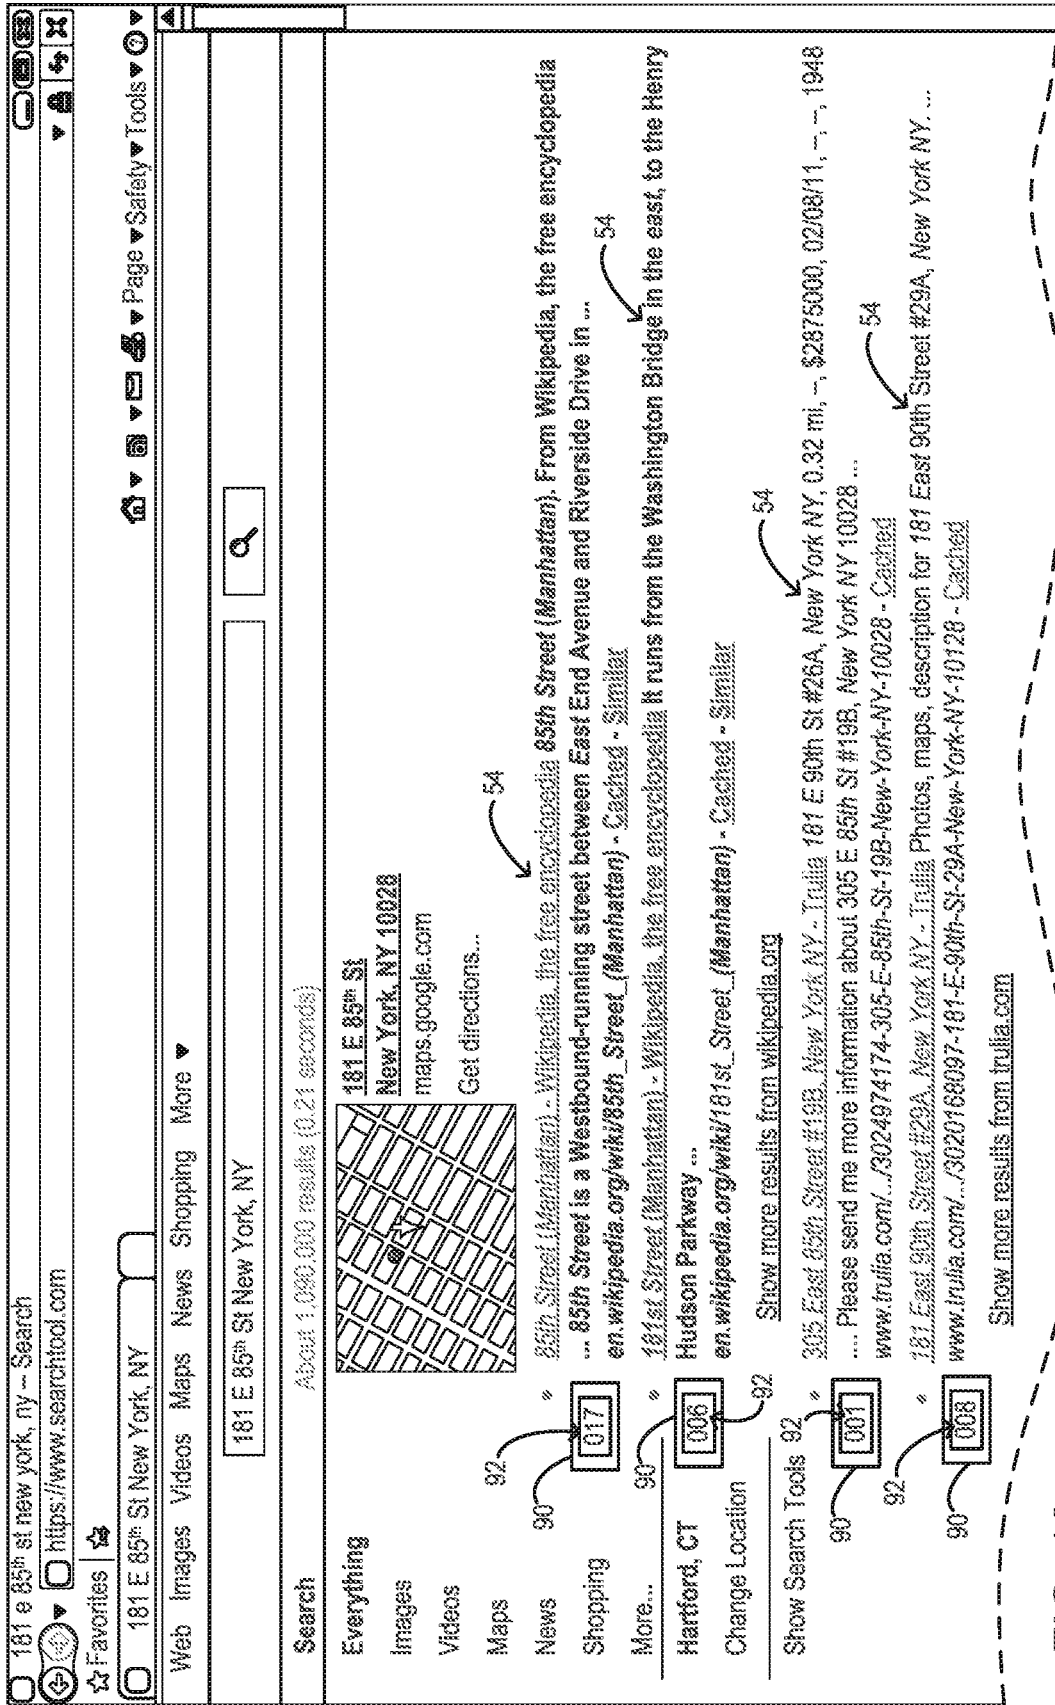 181 e 85th st new york, ny – Search
https://www.searchtool.com
Favorites
181 E 85th St New York, NY
Page Safety Tools
Web Images Videos Maps News Shopping More
181 E 85th St New York, NY
Search
About 1,090,000 results (0.21 seconds)
Everything
Images
Videos
Maps
News
Shopping
More...
Hartford, CT
Change Location
Show Search Tools
181 E 85th St
New York, NY 10028
maps.google.com
Get directions...
54
85th Street (Manhattan) - Wikipedia, the free encyclopedia 85th Street (Manhattan). From Wikipedia, the free encyclopedia
... 85th Street is a Westbound-running street between East End Avenue and Riverside Drive in ...
en.wikipedia.org/wiki/85th_Street_(Manhattan) - Cached - Similar
92
90
017
54
181st Street (Manhattan) - Wikipedia, the free encyclopedia It runs from the Washington Bridge in the east, to the Henry
Hudson Parkway ...
en.wikipedia.org/wiki/181st_Street_(Manhattan) - Cached - Similar
90
006
92
Show more results from wikipedia.org
54
305 East 85th Street #19B, New York NY - Trulia 181 E 90th St #26A, New York NY, 0.32 mi, –, $2875000, 02/08/11, –, –, 1948
.... Please send me more information about 305 E 85th St #19B, New York NY 10028 ...
www.trulia.com/.../3024974174-305-E-85th-St-19B-New-York-NY-10028 - Cached
92
001
90
54
181 East 90th Street #29A, New York NY - Trulia Photos, maps, description for 181 East 90th Street #29A, New York NY. ...
www.trulia.com/.../3020168097-181-E-90th-St-29A-New-York-NY-10128 - Cached
92
008
90
Show more results from trulia.com